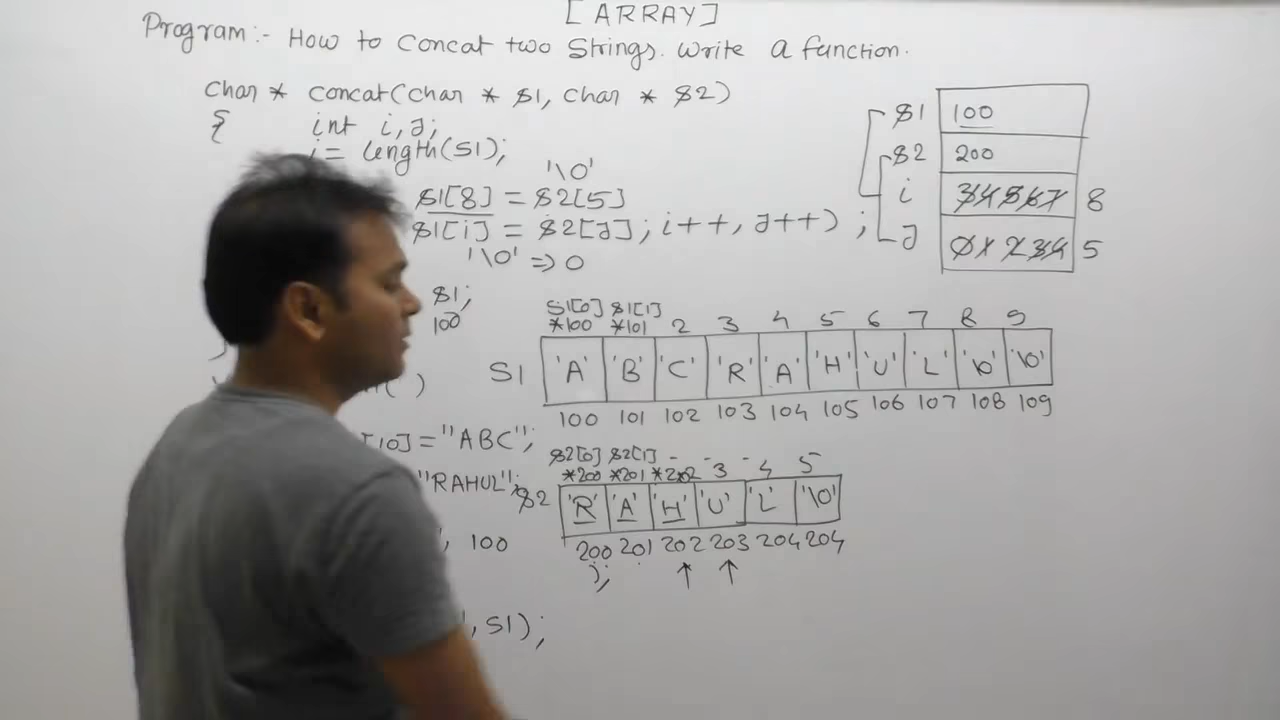 [ARRAY]
Program:- How to Concat two Strings. Write a function.
Char * concat(char * S1, char * S2)
{ int i, j;
i = length(S1);
'\0'
S1[8] = S2[5]
S1[i] = S2[j]; i++, j++) ;
'\0' => 0
S1;
100
}
( )
[10] = "ABC";
"RAHUL";
, 100
);
, S1);
S1 100
S2 200
i 3 4 5 6 7 8
j 0 1 2 3 4 5
S1[0] S1[1]
*100 *101 2 3 4 5 6 7 8 9
S1 'A' 'B' 'C' 'R' 'A' 'H' 'U' 'L' '\0' '\0'
100 101 102 103 104 105 106 107 108 109
S2[0] S2[1] - - -
*200 *201 *202 3 4 5
S2 'R' 'A' 'H' 'U' 'L' '\0'
200 201 202 203 204 204
↑ ↑